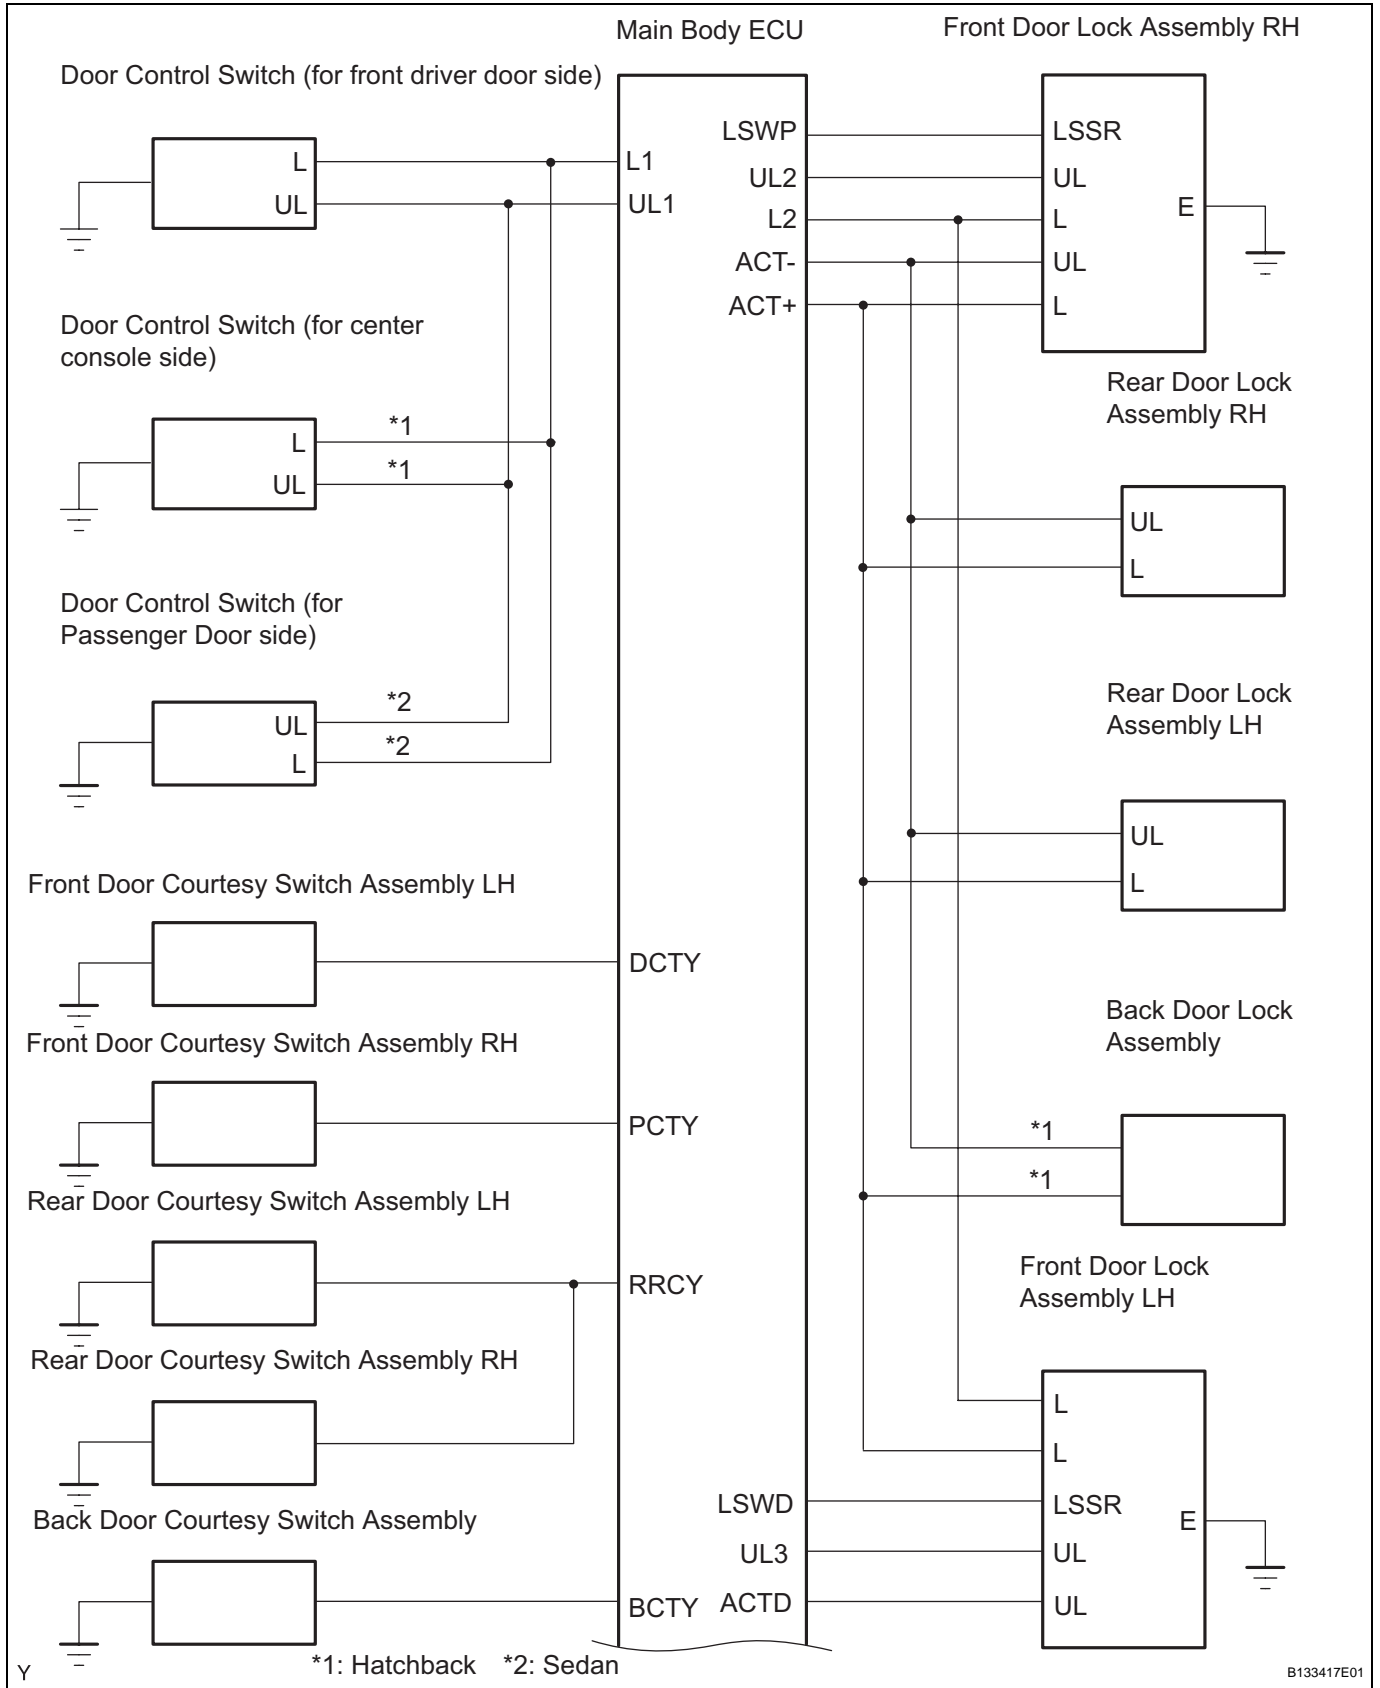 Main Body ECU
Front Door Lock Assembly RH
Door Control Switch (for front driver door side)
L
UL
L1
UL1
LSWP
UL2
L2
ACT-
ACT+
LSSR
UL
L
UL
L
E
Door Control Switch (for center
console side)
L
UL
*1
*1
Rear Door Lock
Assembly RH
UL
L
Door Control Switch (for
Passenger Door side)
UL
L
*2
*2
Rear Door Lock
Assembly LH
UL
L
Front Door Courtesy Switch Assembly LH
DCTY
Front Door Courtesy Switch Assembly RH
PCTY
Back Door Lock
Assembly
*1
*1
Rear Door Courtesy Switch Assembly LH
RRCY
Rear Door Courtesy Switch Assembly RH
Front Door Lock
Assembly LH
L
L
LSSR
UL
UL
E
LSWD
UL3
ACTD
Back Door Courtesy Switch Assembly
BCTY
*1: Hatchback *2: Sedan
Y
B133417E01